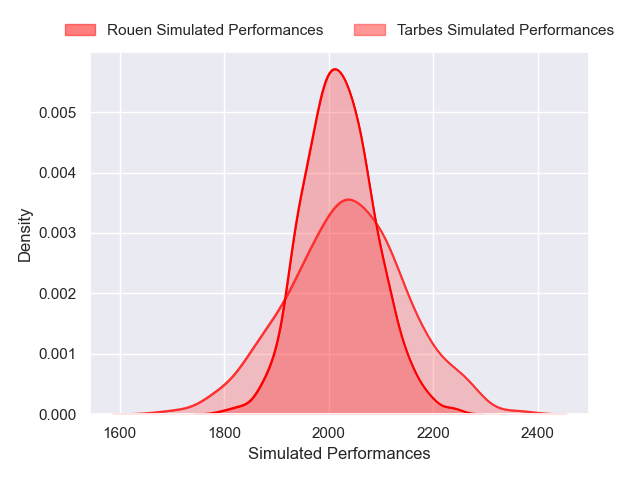 Rouen Simulated Performances
Tarbes Simulated Performances
0.005
0.004
0.003
0.002
0.001
0.000
Density
1600
1800
2000
2200
2400
Simulated Performances